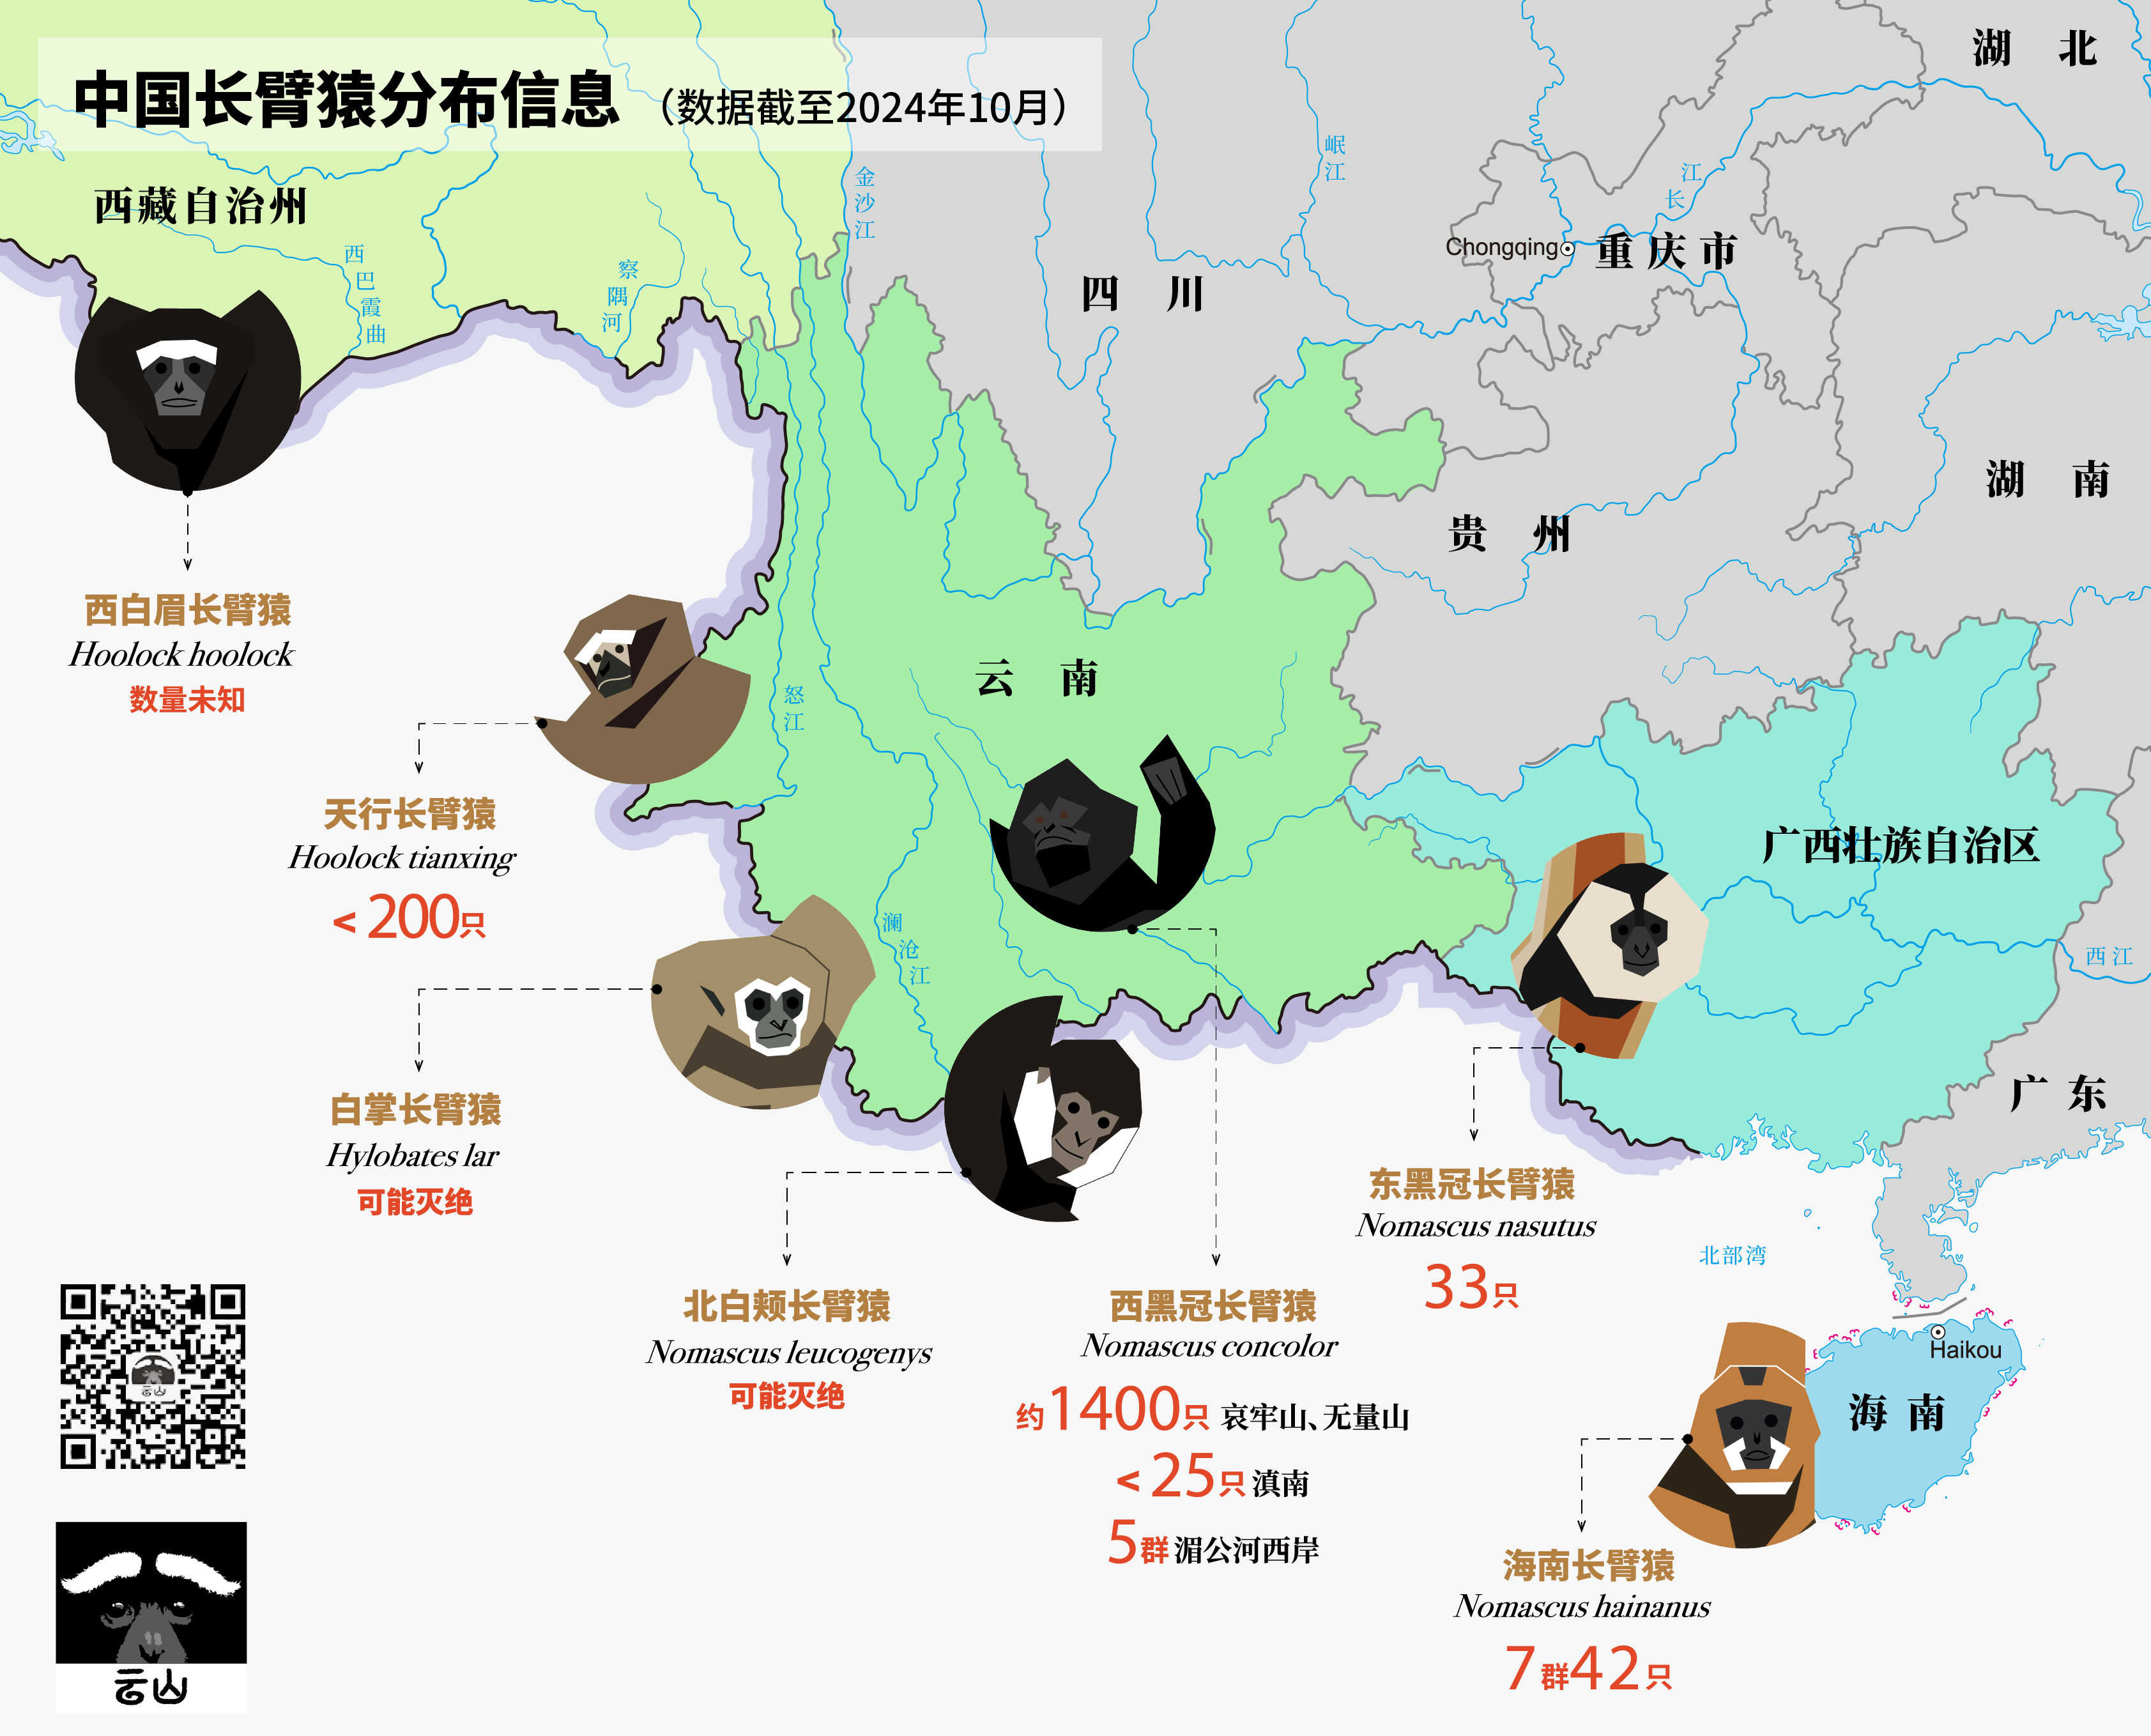 中国长臂猿分布信息（数据截至2024年10月）
湖 北
西藏自治州
金沙江
岷江
长江
西巴霞曲
察隅河
Chongqing
重庆市
四 川
湖 南
贵 州
西白眉长臂猿
Hoolock hoolock
数量未知
云 南
怒江
天行长臂猿
Hoolock tianxing
< 200只
广西壮族自治区
澜沧江
西江
白掌长臂猿
Hylobates lar
可能灭绝
广 东
东黑冠长臂猿
Nomascus nasutus
33只
北部湾
北白颊长臂猿
Nomascus leucogenys
可能灭绝
西黑冠长臂猿
Nomascus concolor
约1400只 哀牢山、无量山
< 25只 滇南
5群 湄公河西岸
Haikou
海 南
海南长臂猿
Nomascus hainanus
7群42只
云山
云山